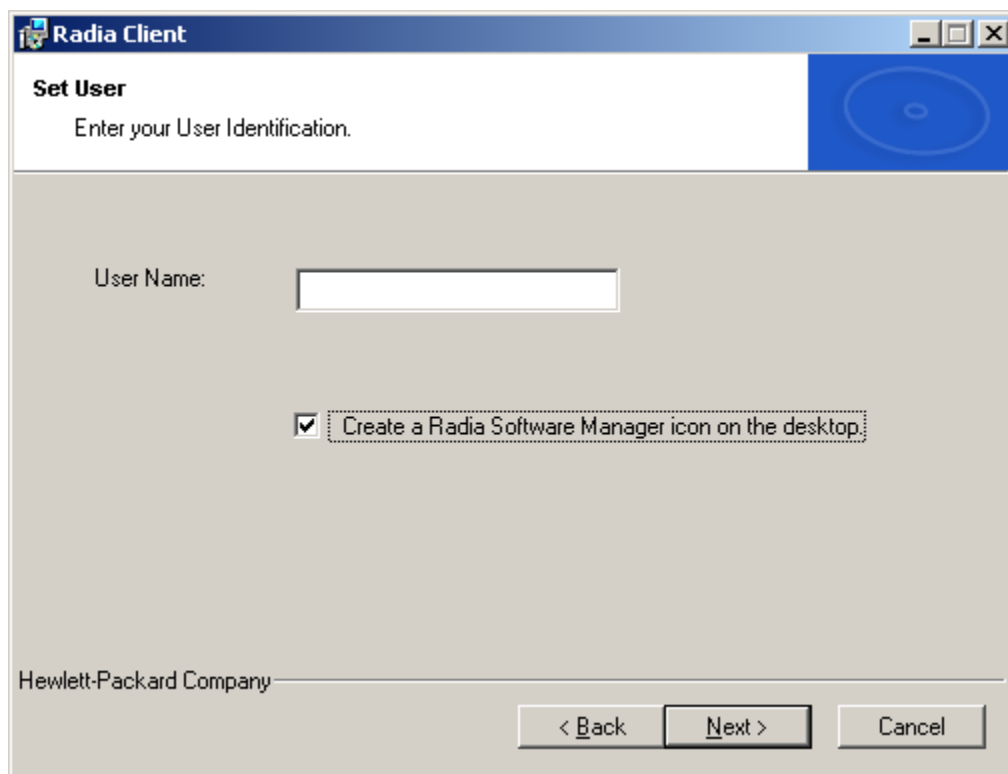 Radia Client
Set User
Enter your User Identification.
User Name:
Create a Radia Software Manager icon on the desktop.
Hewlett-Packard Company
< Back
Next >
Cancel